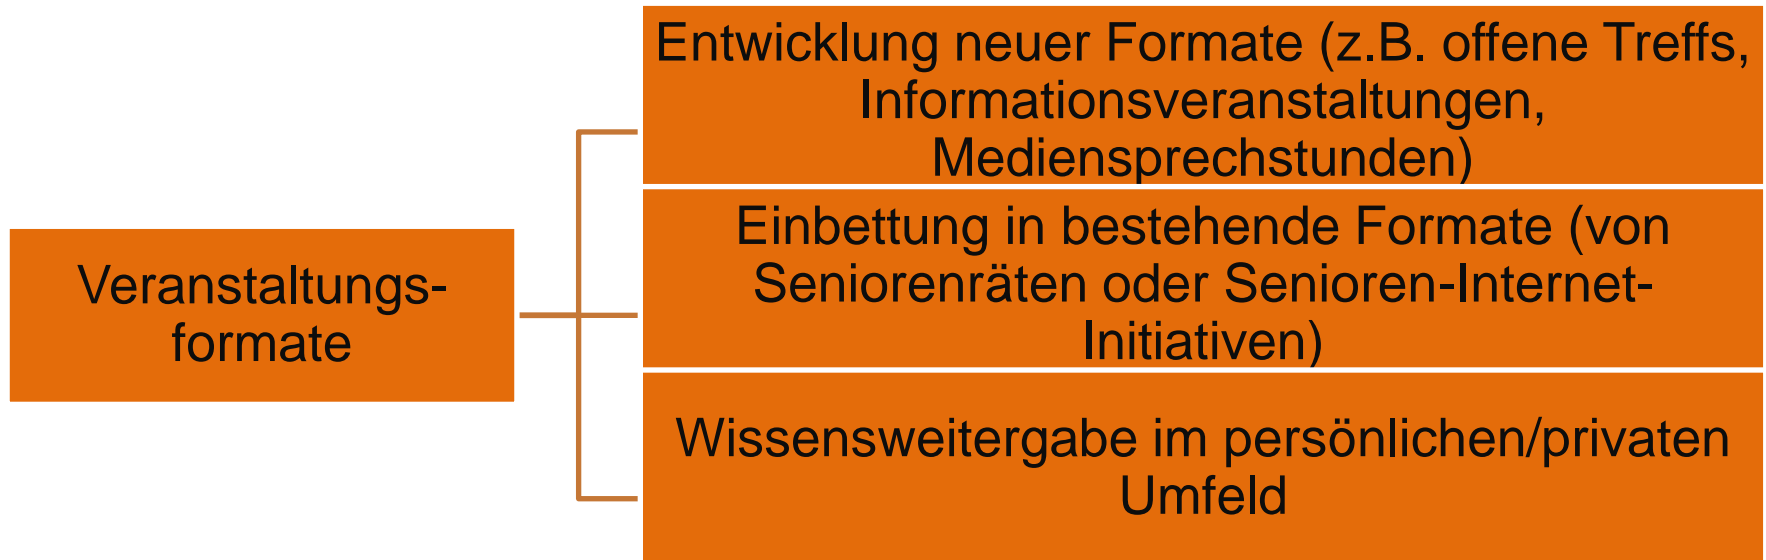 Veranstaltungs-
formate
Entwicklung neuer Formate (z.B. offene Treffs,
Informationsveranstaltungen,
Mediensprechstunden)
Einbettung in bestehende Formate (von
Seniorenräten oder Senioren-Internet-
Initiativen)
Wissensweitergabe im persönlichen/privaten
Umfeld